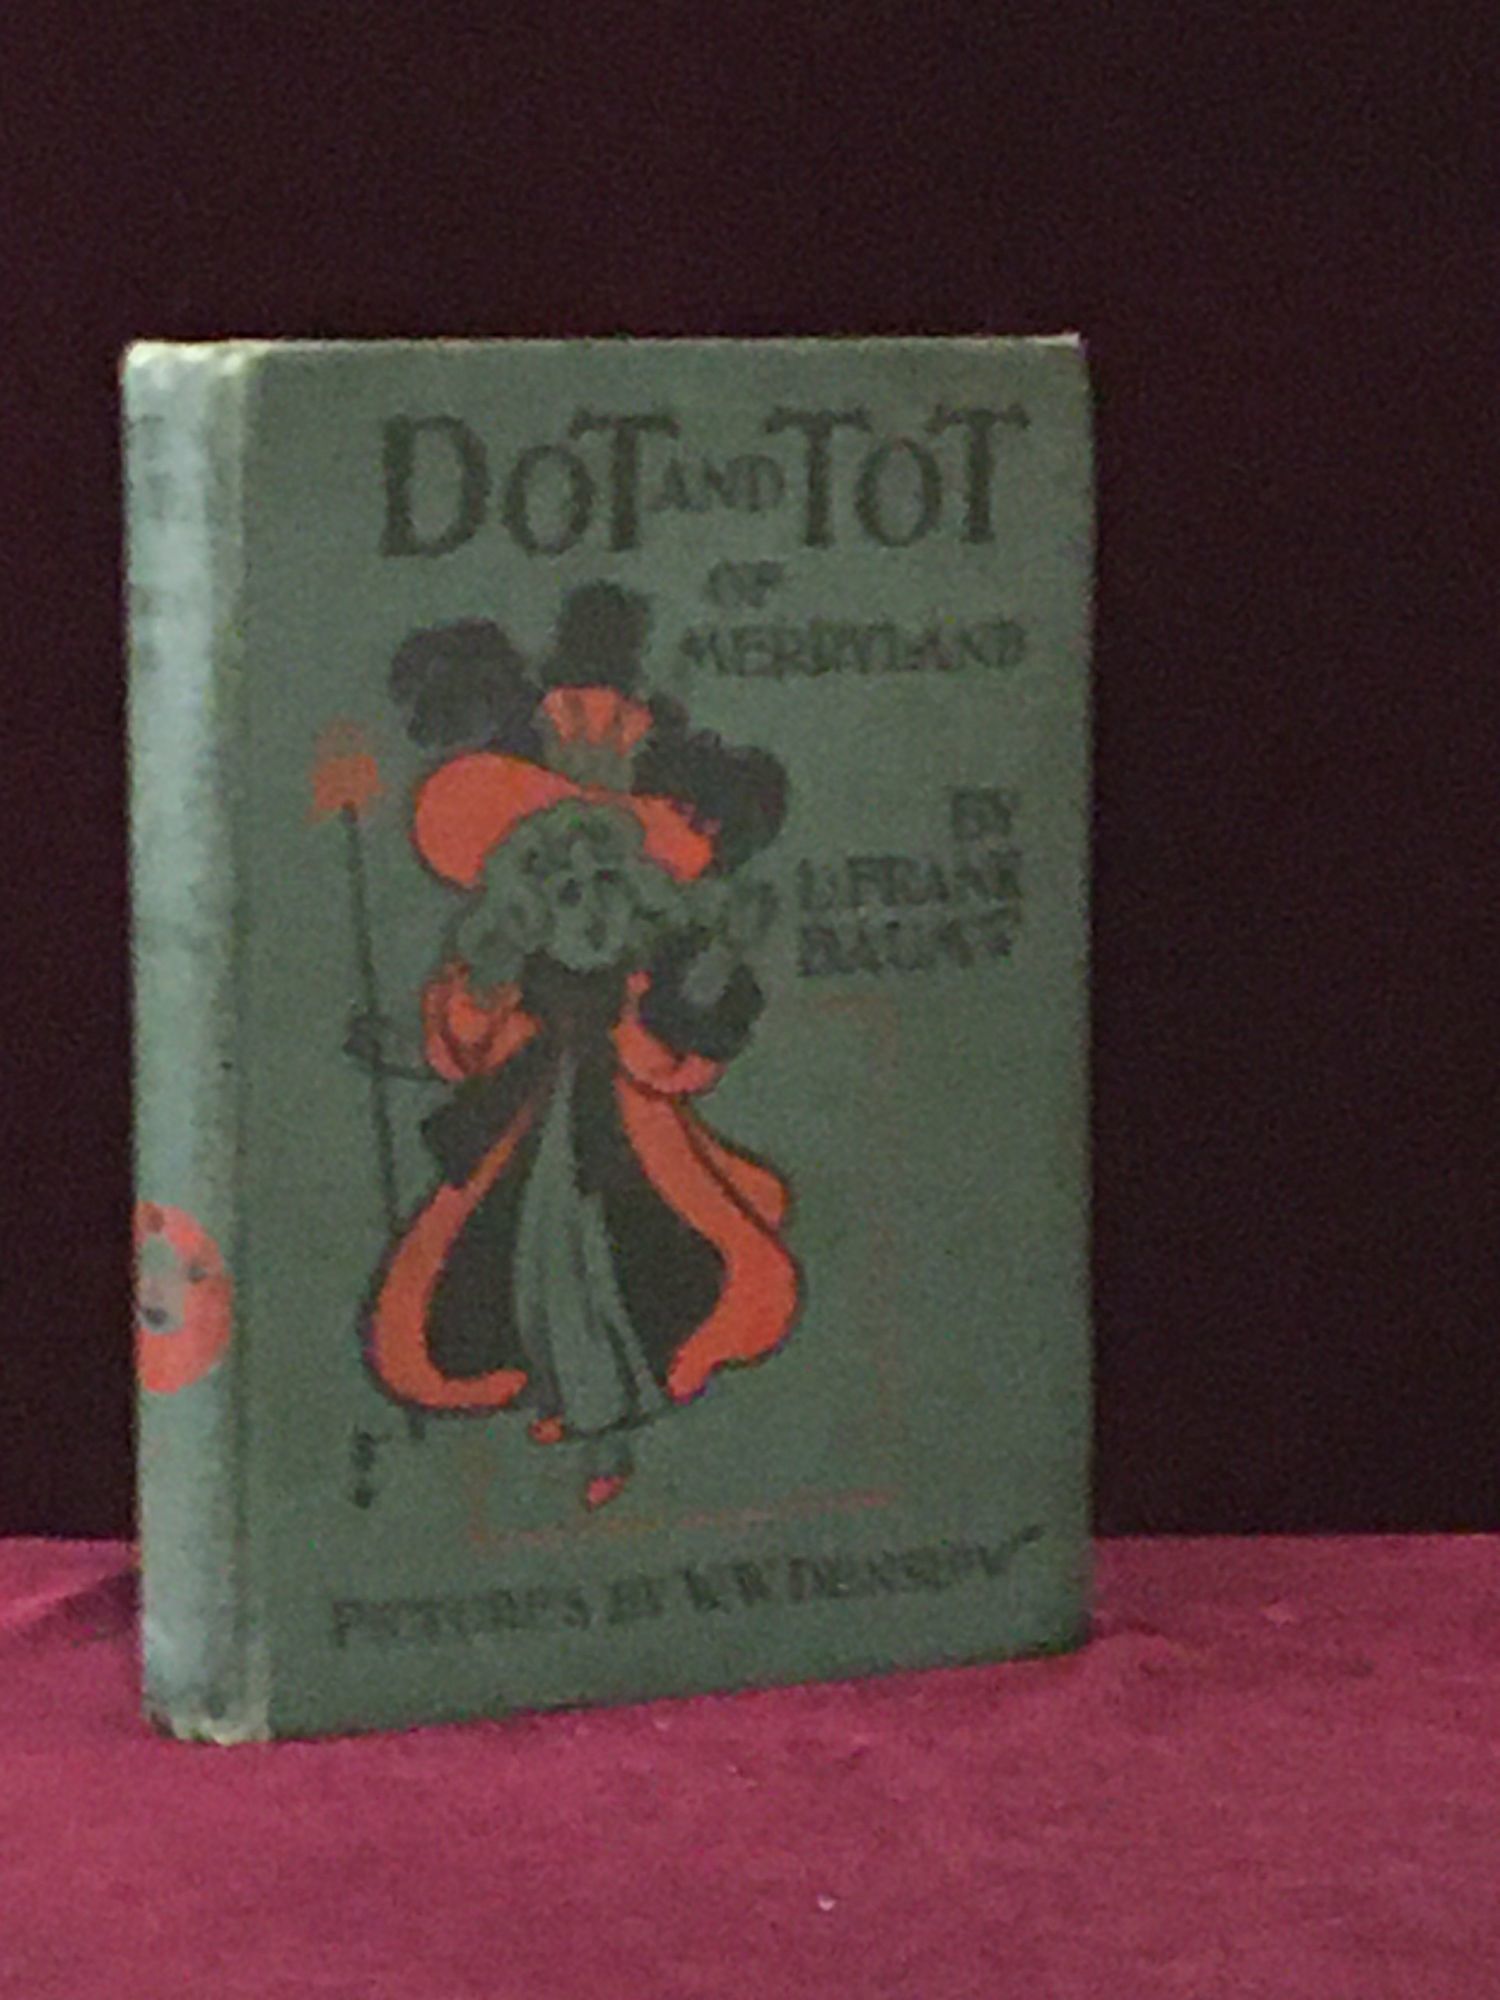 DOT AND TOT
OF
MERRYLAND
BY
L. FRANK
BAUM
PICTURES BY W. W. DENSLOW